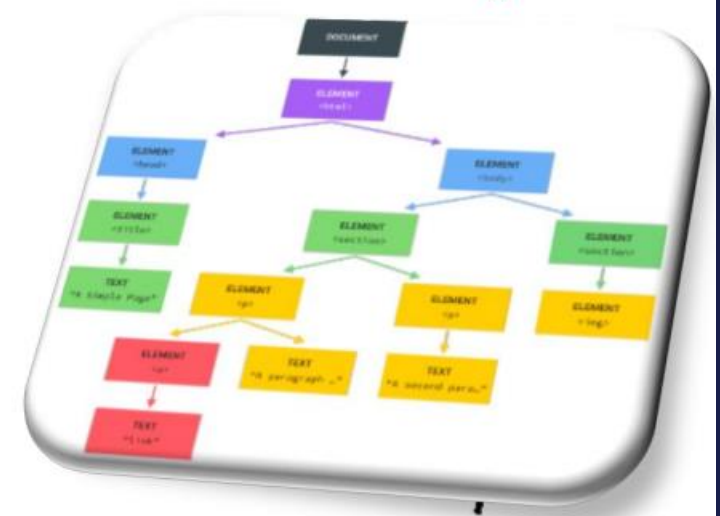 DOCUMENT
ELEMENT
<html>
ELEMENT
<head>
ELEMENT
<body>
ELEMENT
<title>
ELEMENT
<section>
ELEMENT
<section>
TEXT
"A Simple Page"
ELEMENT
<p>
ELEMENT
<p>
ELEMENT
<img>
ELEMENT
<a>
TEXT
"A paragraph …"
TEXT
"A second para…"
TEXT
"Link"